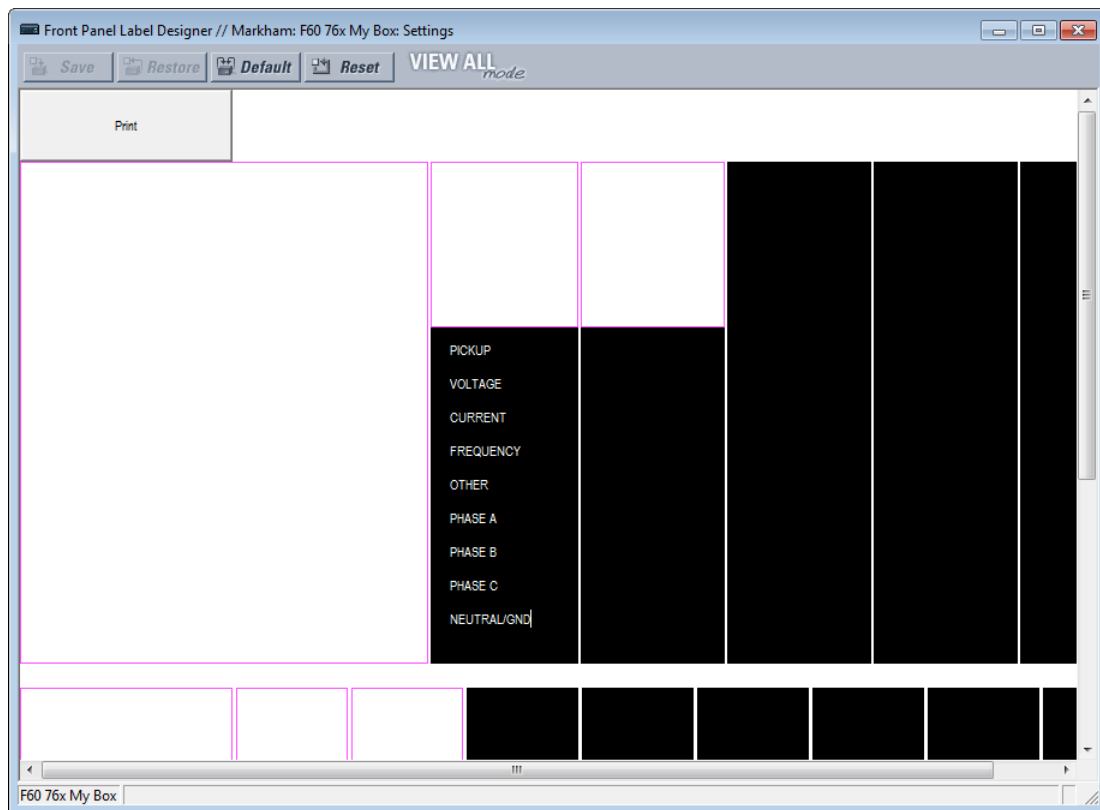 Front Panel Label Designer // Markham: F60 76x My Box: Settings
Save Restore Default Reset VIEW ALL mode
Print
PICKUP
VOLTAGE
CURRENT
FREQUENCY
OTHER
PHASE A
PHASE B
PHASE C
NEUTRAL/GND
F60 76x My Box